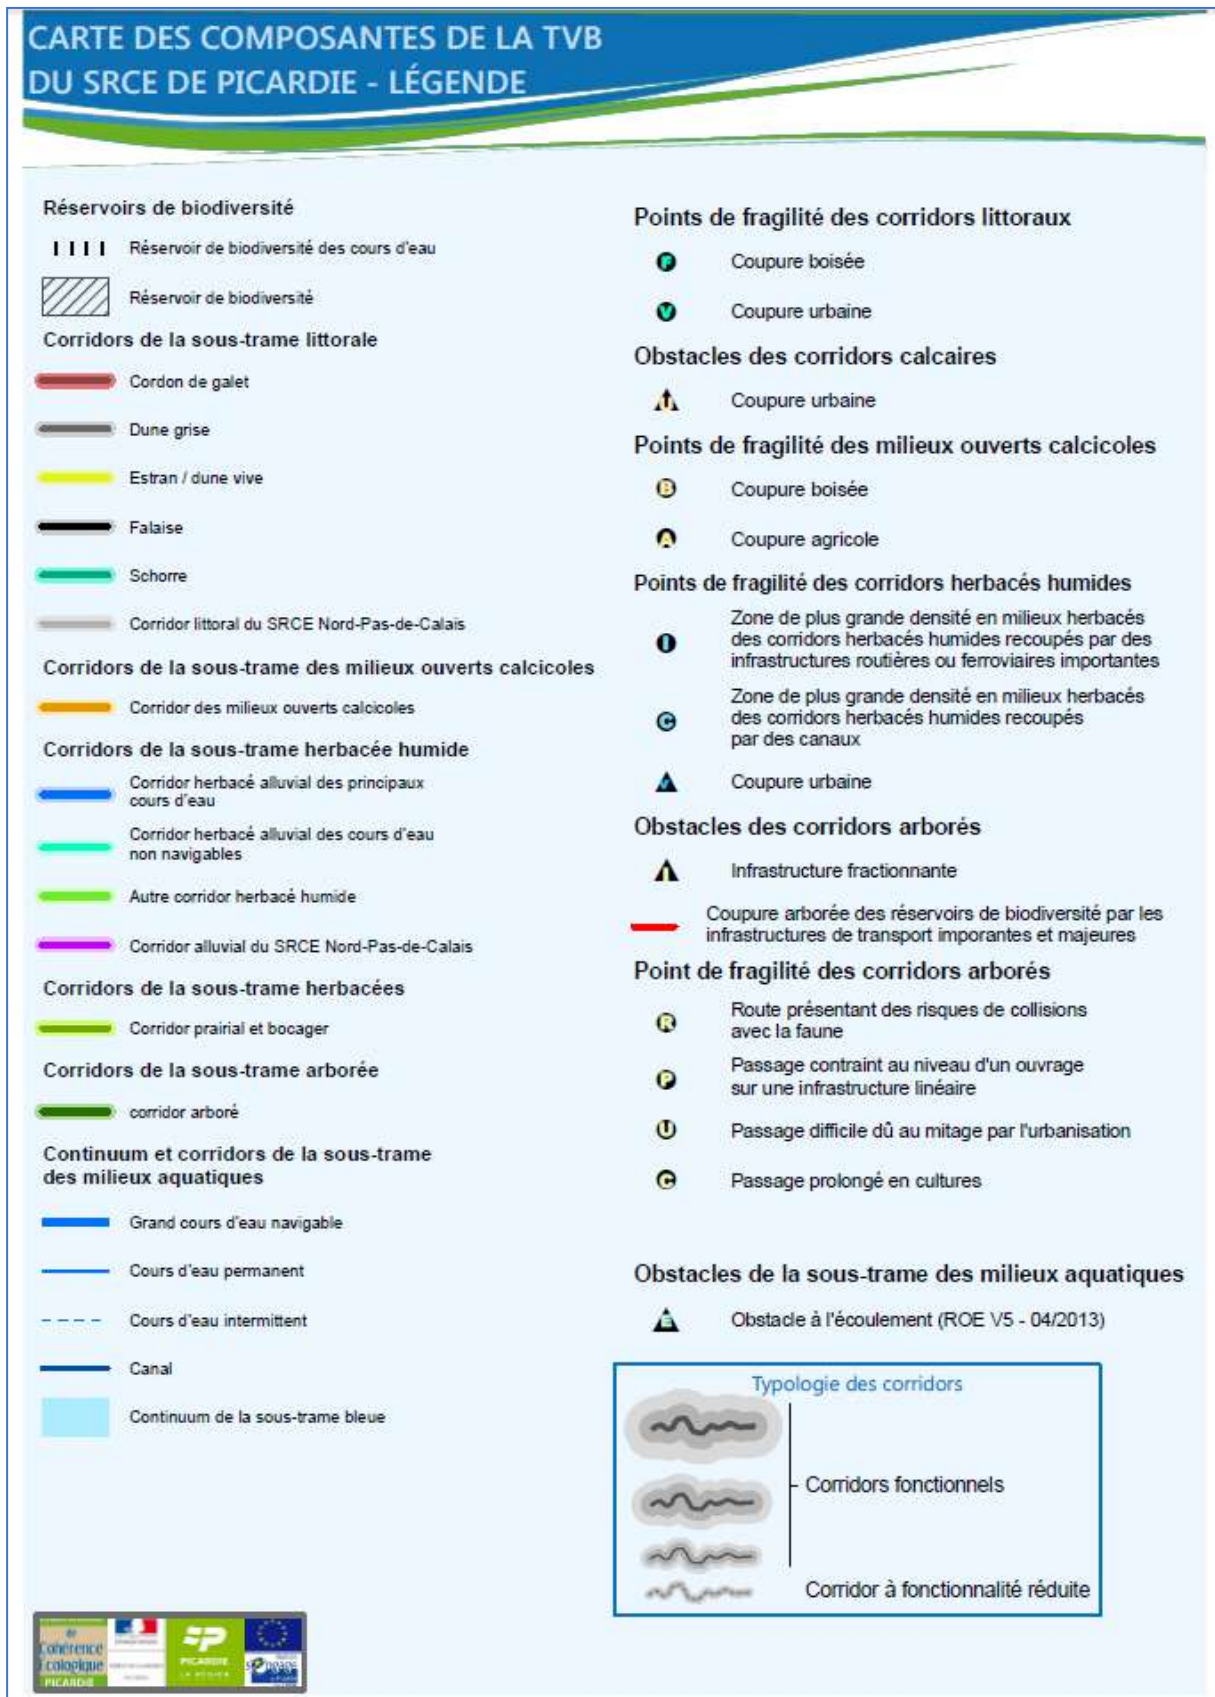 CARTE DES COMPOSANTES DE LA TVB
DU SRCE DE PICARDIE - LÉGENDE
Réservoirs de biodiversité
Réservoir de biodiversité des cours d'eau
Réservoir de biodiversité
Corridors de la sous-trame littorale
Cordon de galet
Dune grise
Estran / dune vive
Falaise
Schorre
Corridor littoral du SRCE Nord-Pas-de-Calais
Corridors de la sous-trame des milieux ouverts calcicoles
Corridor des milieux ouverts calcicoles
Corridors de la sous-trame herbacée humide
Corridor herbacé alluvial des principaux
cours d'eau
Corridor herbacé alluvial des cours d'eau
non navigables
Autre corridor herbacé humide
Corridor alluvial du SRCE Nord-Pas-de-Calais
Corridors de la sous-trame herbacées
Corridor prairial et bocager
Corridors de la sous-trame arborée
corridor arboré
Continuum et corridors de la sous-trame
des milieux aquatiques
Grand cours d'eau navigable
Cours d'eau permanent
Cours d'eau intermittent
Canal
Continuum de la sous-trame bleue
Points de fragilité des corridors littoraux
F Coupure boisée
V Coupure urbaine
Obstacles des corridors calcaires
Coupure urbaine
Points de fragilité des milieux ouverts calcicoles
B Coupure boisée
A Coupure agricole
Points de fragilité des corridors herbacés humides
Zone de plus grande densité en milieux herbacés
des corridors herbacés humides recoupés par des
I infrastructures routières ou ferroviaires importantes
Zone de plus grande densité en milieux herbacés
C des corridors herbacés humides recoupés
par des canaux
Coupure urbaine
Obstacles des corridors arborés
Infrastructure fractionnante
Coupure arborée des réservoirs de biodiversité par les
infrastructures de transport imporantes et majeures
Point de fragilité des corridors arborés
R Route présentant des risques de collisions
avec la faune
P Passage contraint au niveau d'un ouvrage
sur une infrastructure linéaire
U Passage difficile dû au mitage par l'urbanisation
C Passage prolongé en cultures
Obstacles de la sous-trame des milieux aquatiques
E Obstacle à l'écoulement (ROE V5 - 04/2013)
Typologie des corridors
Corridors fonctionnels
Corridor à fonctionnalité réduite
de
Cohérence
Ecologique
PICARDIE
PICARDIE
LA RÉGION
s'engage